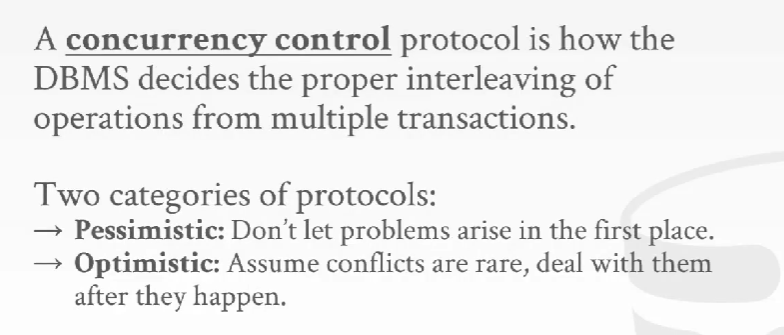 A concurrency control protocol is how the
DBMS decides the proper interleaving of
operations from multiple transactions.
Two categories of protocols:
→ Pessimistic: Don’t let problems arise in the first place.
→ Optimistic: Assume conflicts are rare, deal with them
after they happen.